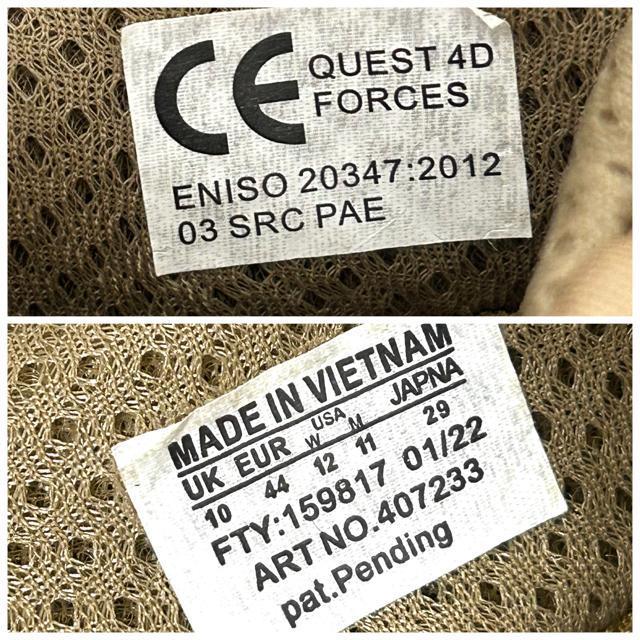 CE QUEST 4D
FORCES
ENISO 20347:2012
03 SRC PAE
MADE IN VIETNAM
UK EUR USA W M JAPNA
10 44 12 11 29
FTY:159817 01/22
ART NO.407233
pat.Pending